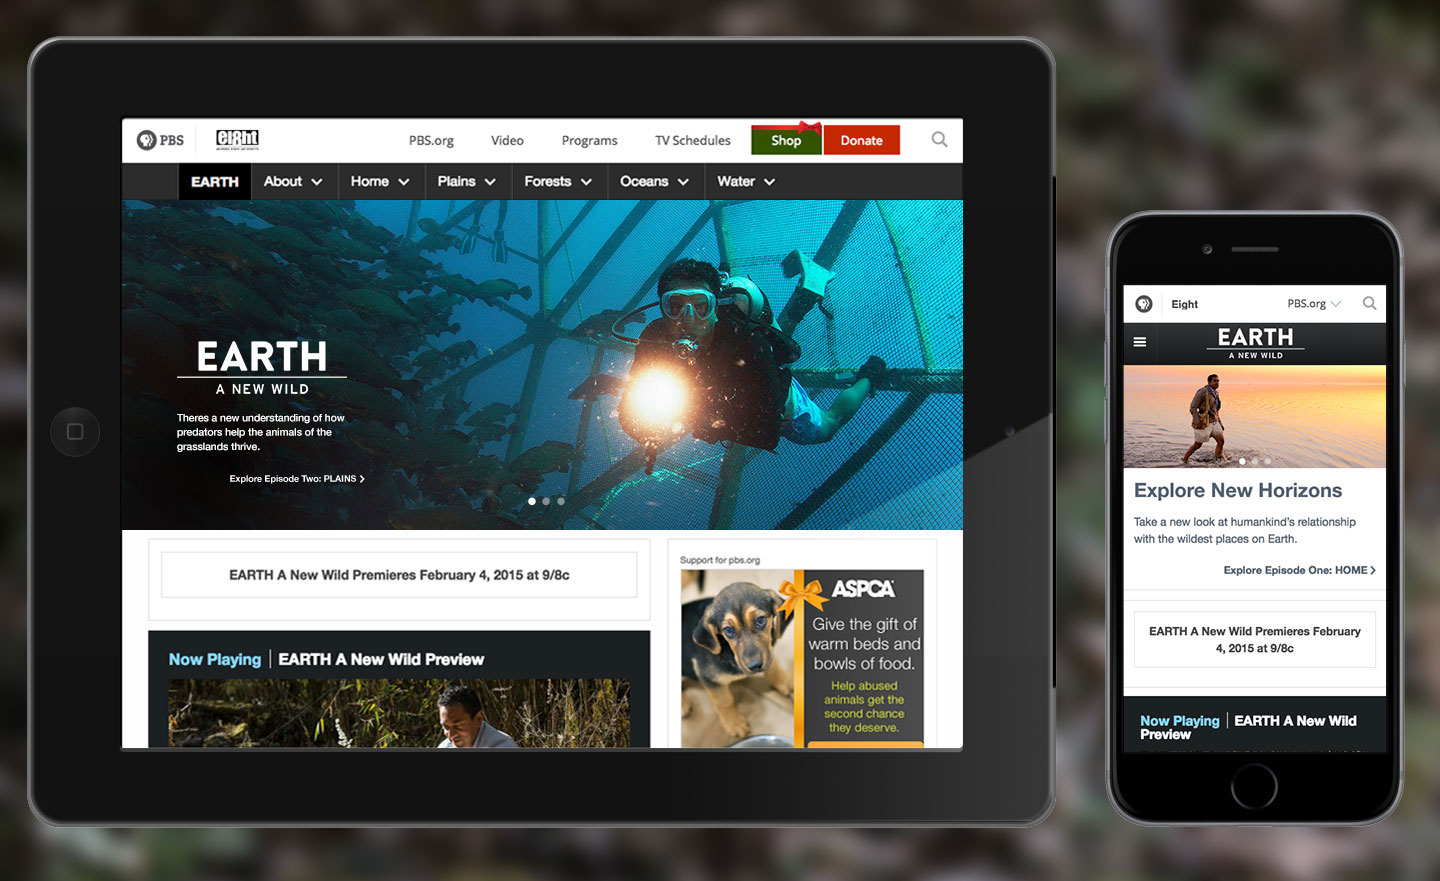 PBS
eight
PBS.org
Video
Programs
TV Schedules
Shop
Donate
EARTH
About
Home
Plains
Forests
Oceans
Water
EARTH
A NEW WILD
Theres a new understanding of how
predators help the animals of the
grasslands thrive.
Explore Episode Two: PLAINS
EARTH A New Wild Premieres February 4, 2015 at 9/8c
Now Playing
EARTH A New Wild Preview
Support for pbs.org
ASPCA
Give the gift of
warm beds and
bowls of food.
Help abused
animals get the
second chance
they deserve.
Eight
PBS.org
EARTH
A NEW WILD
Explore New Horizons
Take a new look at humankind's relationship
with the wildest places on Earth.
Explore Episode One: HOME
EARTH A New Wild Premieres February
4, 2015 at 9/8c
Now Playing
EARTH A New Wild
Preview